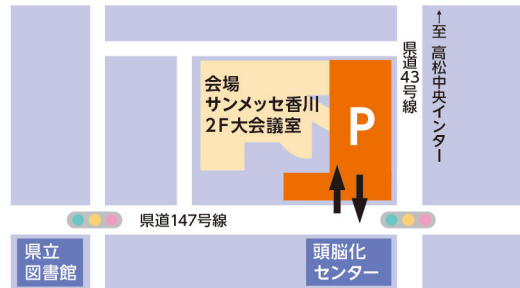 会場
サンメッセ香川
2F大会議室
P
県道43号線
←至 高松中央インター
県道147号線
県立
図書館
頭脳化
センター